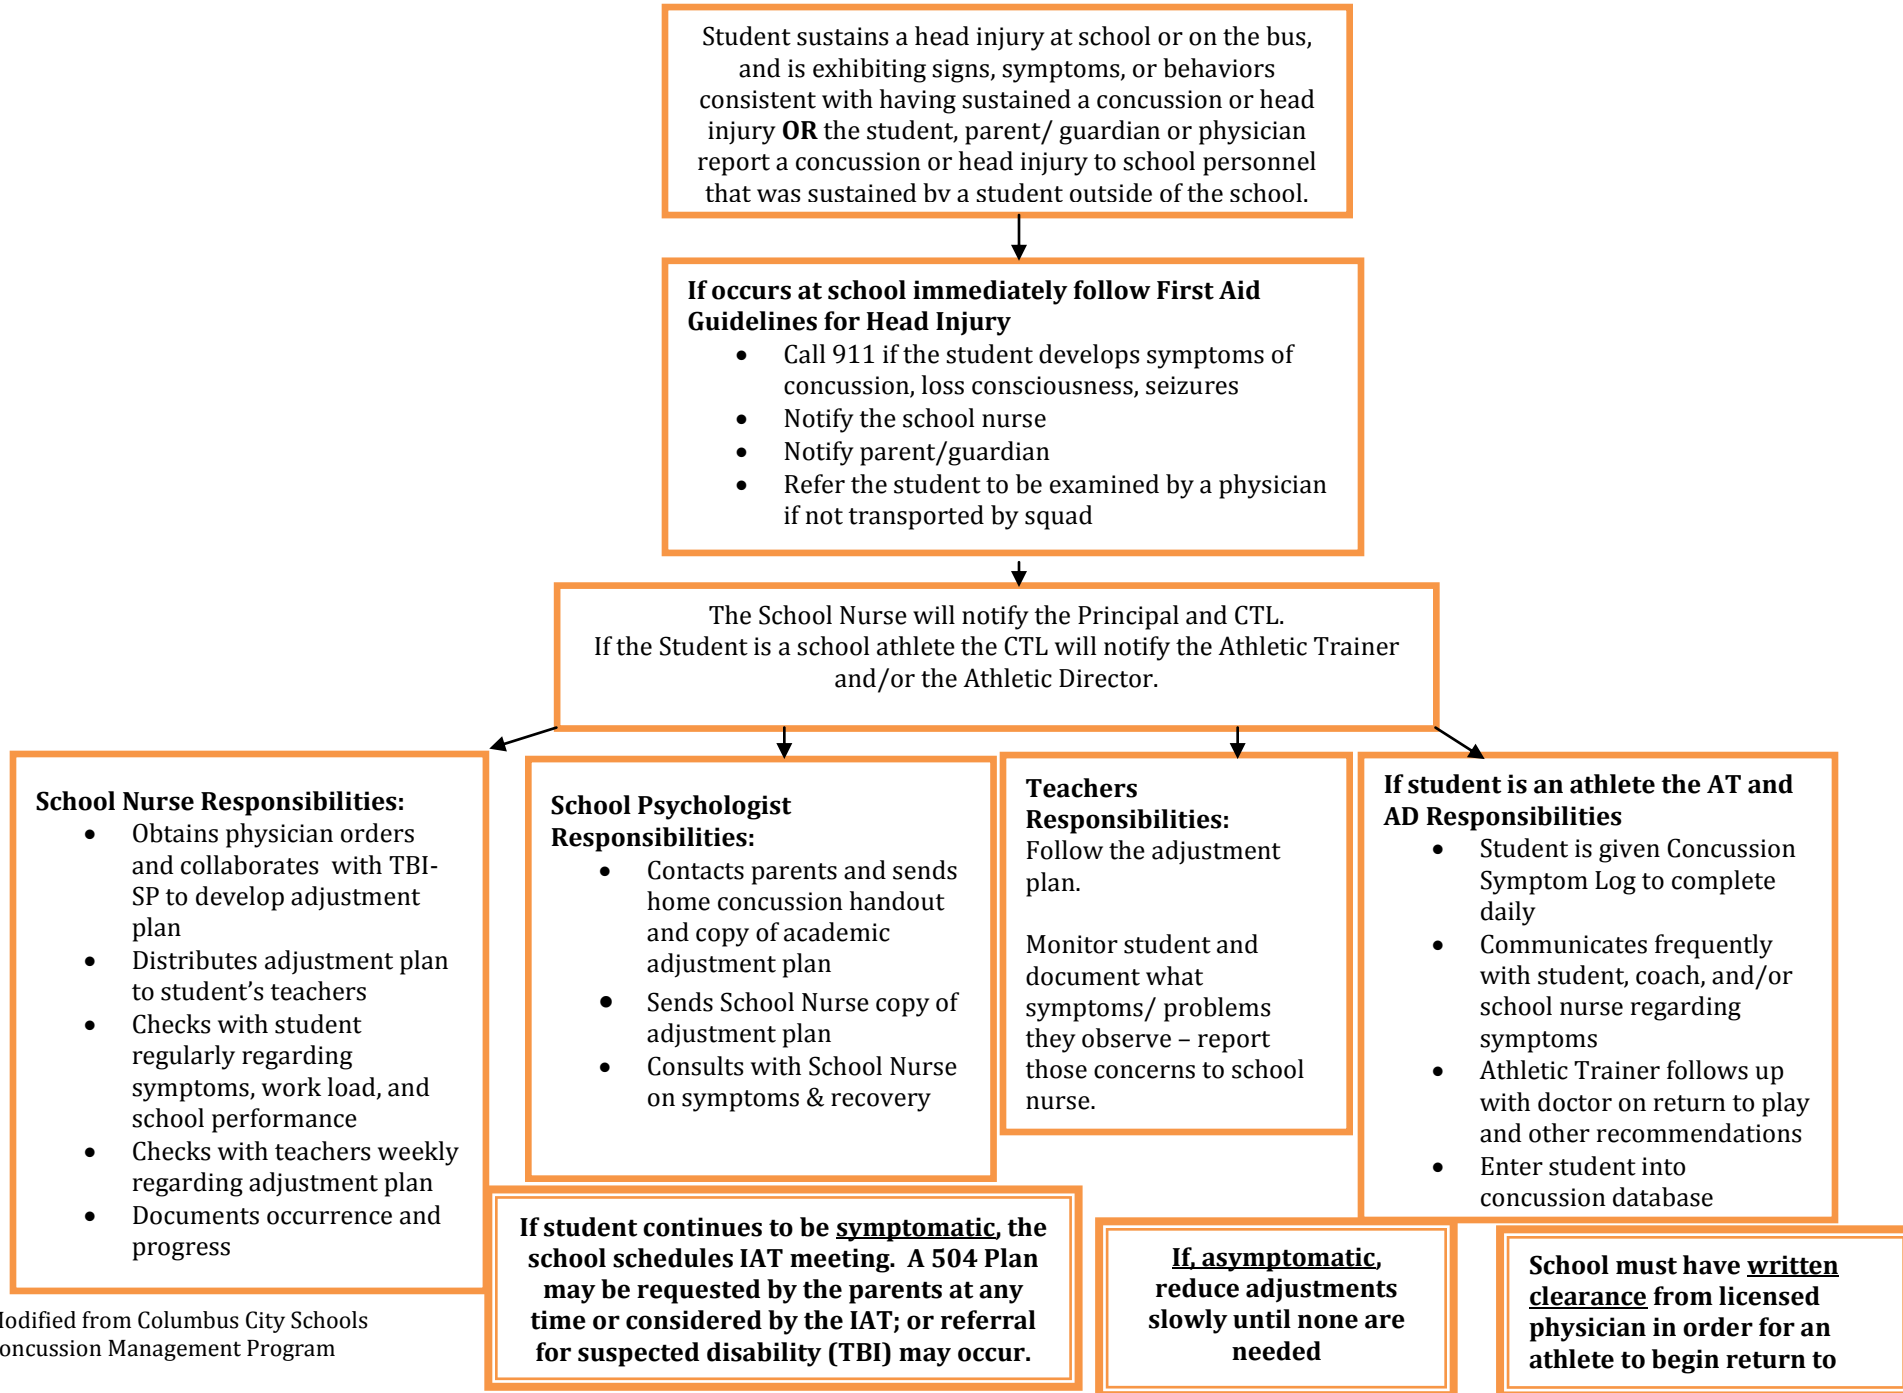 Student sustains a head injury at school or on the bus,
and is exhibiting signs, symptoms, or behaviors
consistent with having sustained a concussion or head
injury OR the student, parent/ guardian or physician
report a concussion or head injury to school personnel
that was sustained by a student outside of the school.
If occurs at school immediately follow First Aid
Guidelines for Head Injury
• Call 911 if the student develops symptoms of
concussion, loss consciousness, seizures
• Notify the school nurse
• Notify parent/guardian
• Refer the student to be examined by a physician
if not transported by squad
The School Nurse will notify the Principal and CTL.
If the Student is a school athlete the CTL will notify the Athletic Trainer
and/or the Athletic Director.
School Nurse Responsibilities:
• Obtains physician orders
and collaborates with TBI-
SP to develop adjustment
plan
• Distributes adjustment plan
to student's teachers
• Checks with student
regularly regarding
symptoms, work load, and
school performance
• Checks with teachers weekly
regarding adjustment plan
• Documents occurrence and
progress
School Psychologist
Responsibilities:
• Contacts parents and sends
home concussion handout
and copy of academic
adjustment plan
• Sends School Nurse copy of
adjustment plan
• Consults with School Nurse
on symptoms & recovery
Teachers
Responsibilities:
Follow the adjustment
plan.
Monitor student and
document what
symptoms/ problems
they observe – report
those concerns to school
nurse.
If student is an athlete the AT and
AD Responsibilities
• Student is given Concussion
Symptom Log to complete
daily
• Communicates frequently
with student, coach, and/or
school nurse regarding
symptoms
• Athletic Trainer follows up
with doctor on return to play
and other recommendations
• Enter student into
concussion database
If student continues to be symptomatic, the
school schedules IAT meeting. A 504 Plan
may be requested by the parents at any
time or considered by the IAT; or referral
for suspected disability (TBI) may occur.
If, asymptomatic,
reduce adjustments
slowly until none are
needed
School must have written
clearance from licensed
physician in order for an
athlete to begin return to
Modified from Columbus City Schools
Concussion Management Program